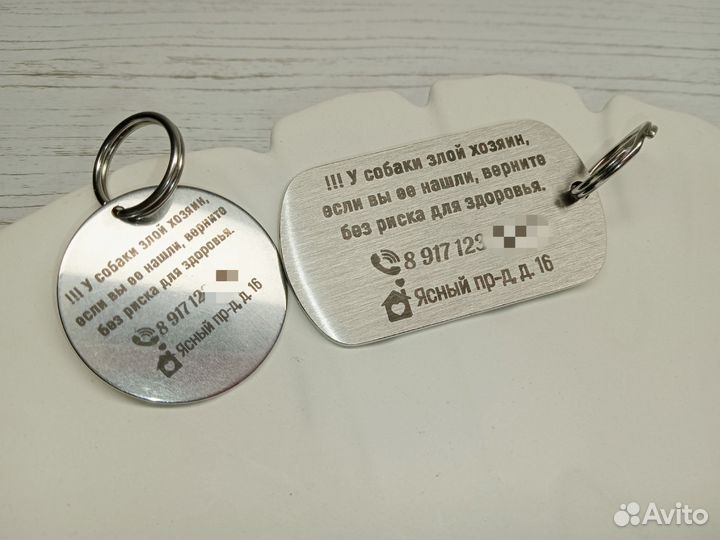 !!! У собаки злой хозяин,
если вы ее нашли, верните
без риска для здоровья.
8 917 12
Ясный пр-д, д. 16
!!! У собаки злой хозяин,
если вы ее нашли, верните
без риска для здоровья.
8 917 123
Ясный пр-д, д. 16
Avito